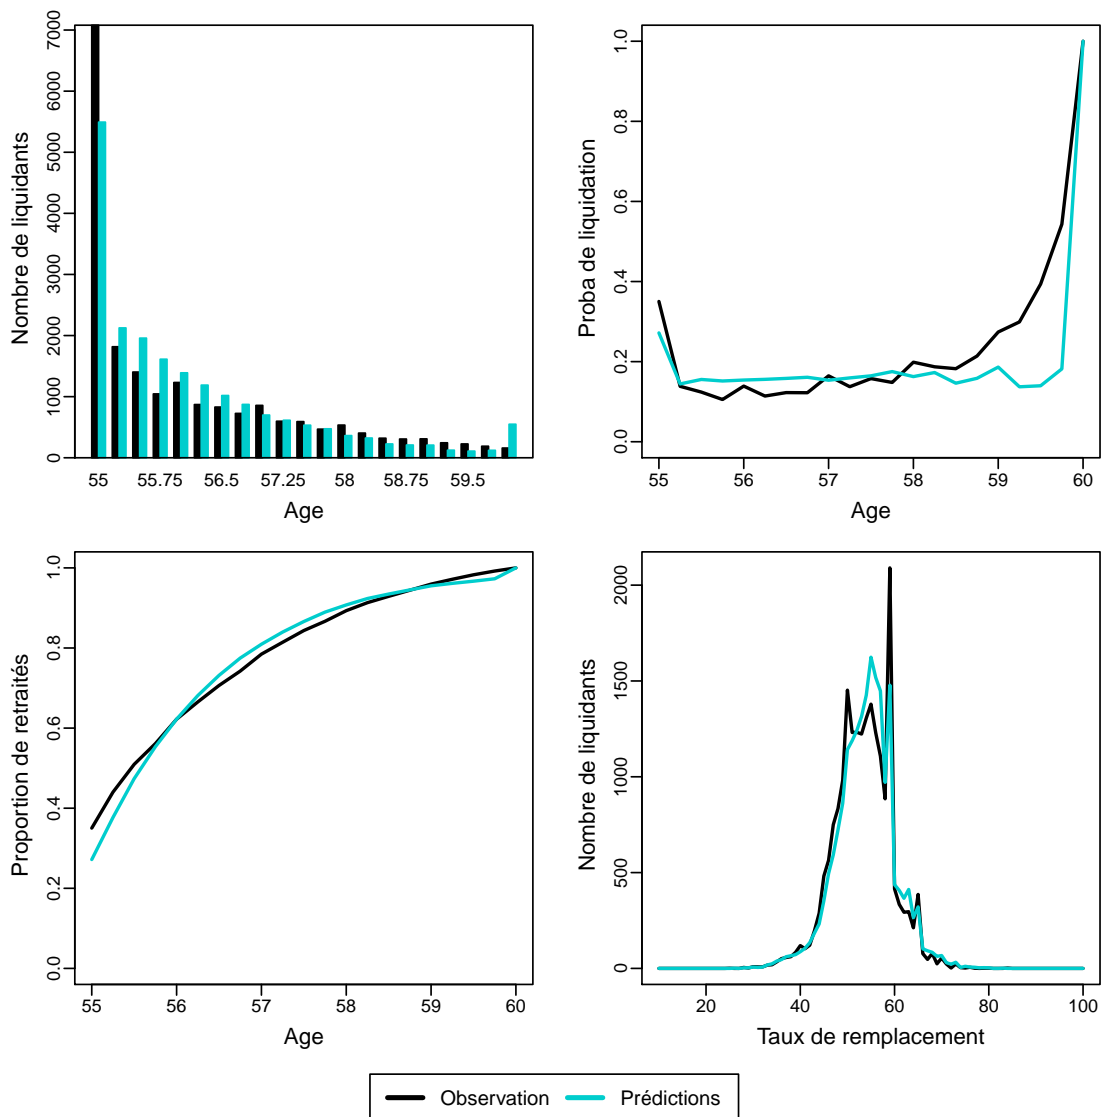 Nombre de liquidants
7000
6000
5000
4000
3000
2000
1000
0
55 55.75 56.5 57.25 58 58.75 59.5
Age
Proba de liquidation
1.0
0.8
0.6
0.4
0.2
0.0
55 56 57 58 59 60
Age
Proportion de retraités
1.0
0.8
0.6
0.4
0.2
0.0
55 56 57 58 59 60
Age
Nombre de liquidants
2000
1500
1000
500
0
20 40 60 80 100
Taux de remplacement
Observation Prédictions